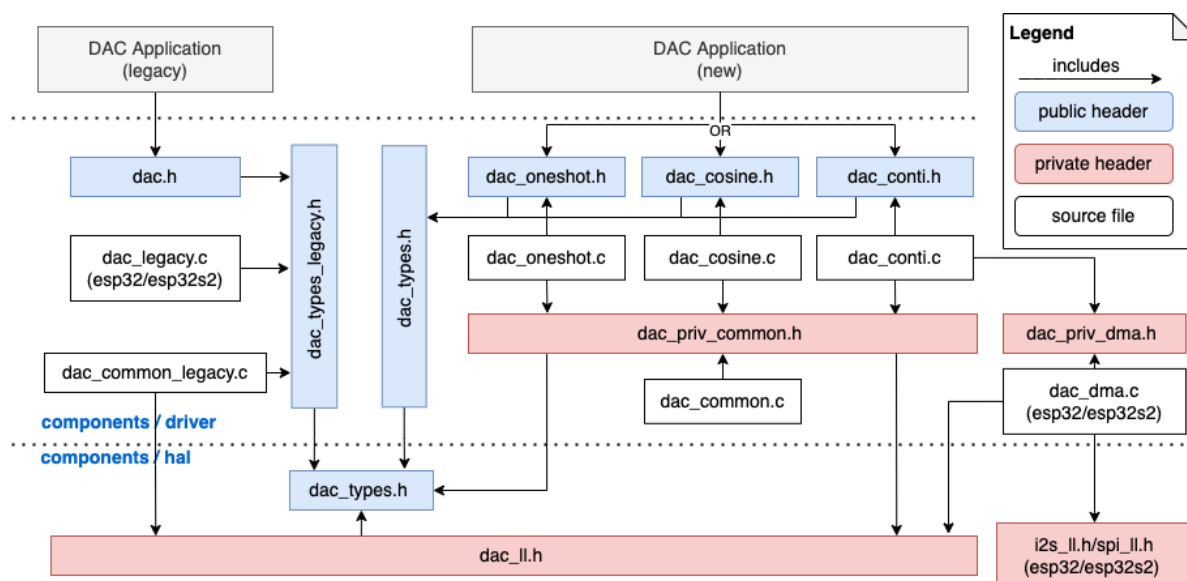 DAC Application
(legacy)
DAC Application
(new)
Legend
includes
public header
private header
source file
OR
dac.h
dac_types_legacy.h
dac_types.h
dac_oneshot.h
dac_cosine.h
dac_conti.h
dac_legacy.c
(esp32/esp32s2)
dac_oneshot.c
dac_cosine.c
dac_conti.c
dac_priv_common.h
dac_priv_dma.h
dac_common_legacy.c
dac_common.c
dac_dma.c
(esp32/esp32s2)
components / driver
components / hal
dac_types.h
dac_ll.h
i2s_ll.h/spi_ll.h
(esp32/esp32s2)